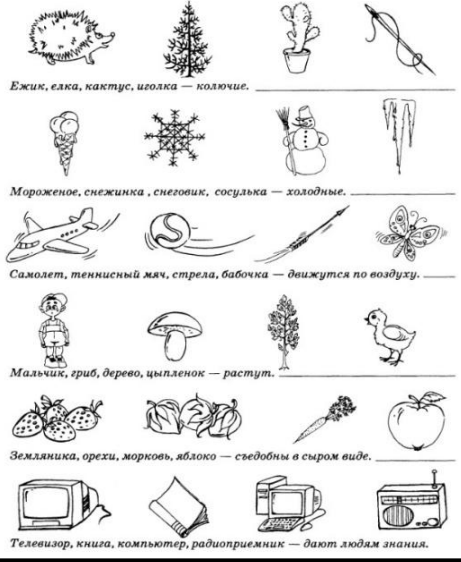 Ежик, елка, кактус, иголка — колючие.
Мороженое, снежинка , снеговик, сосулька — холодные.
Самолет, теннисный мяч, стрела, бабочка — движутся по воздуху.
Мальчик, гриб, дерево, цыпленок — растут.
Земляника, орехи, морковь, яблоко — съедобны в сыром виде.
Телевизор, книга, компьютер, радиоприемник — дают людям знания.